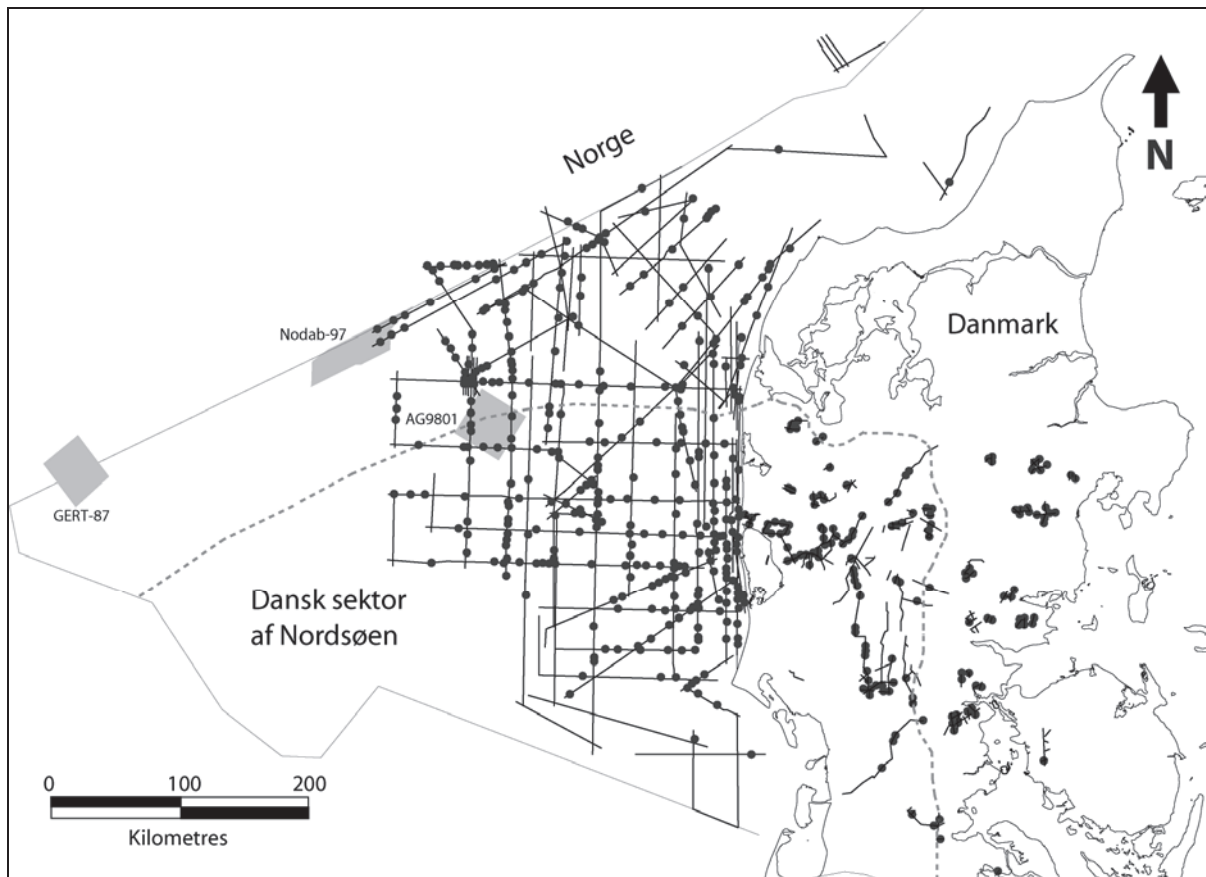 Norge
N
Nodab-97
Danmark
AG9801
GERT-87
Dansk sektor
af Nordsøen
0 100 200
Kilometres